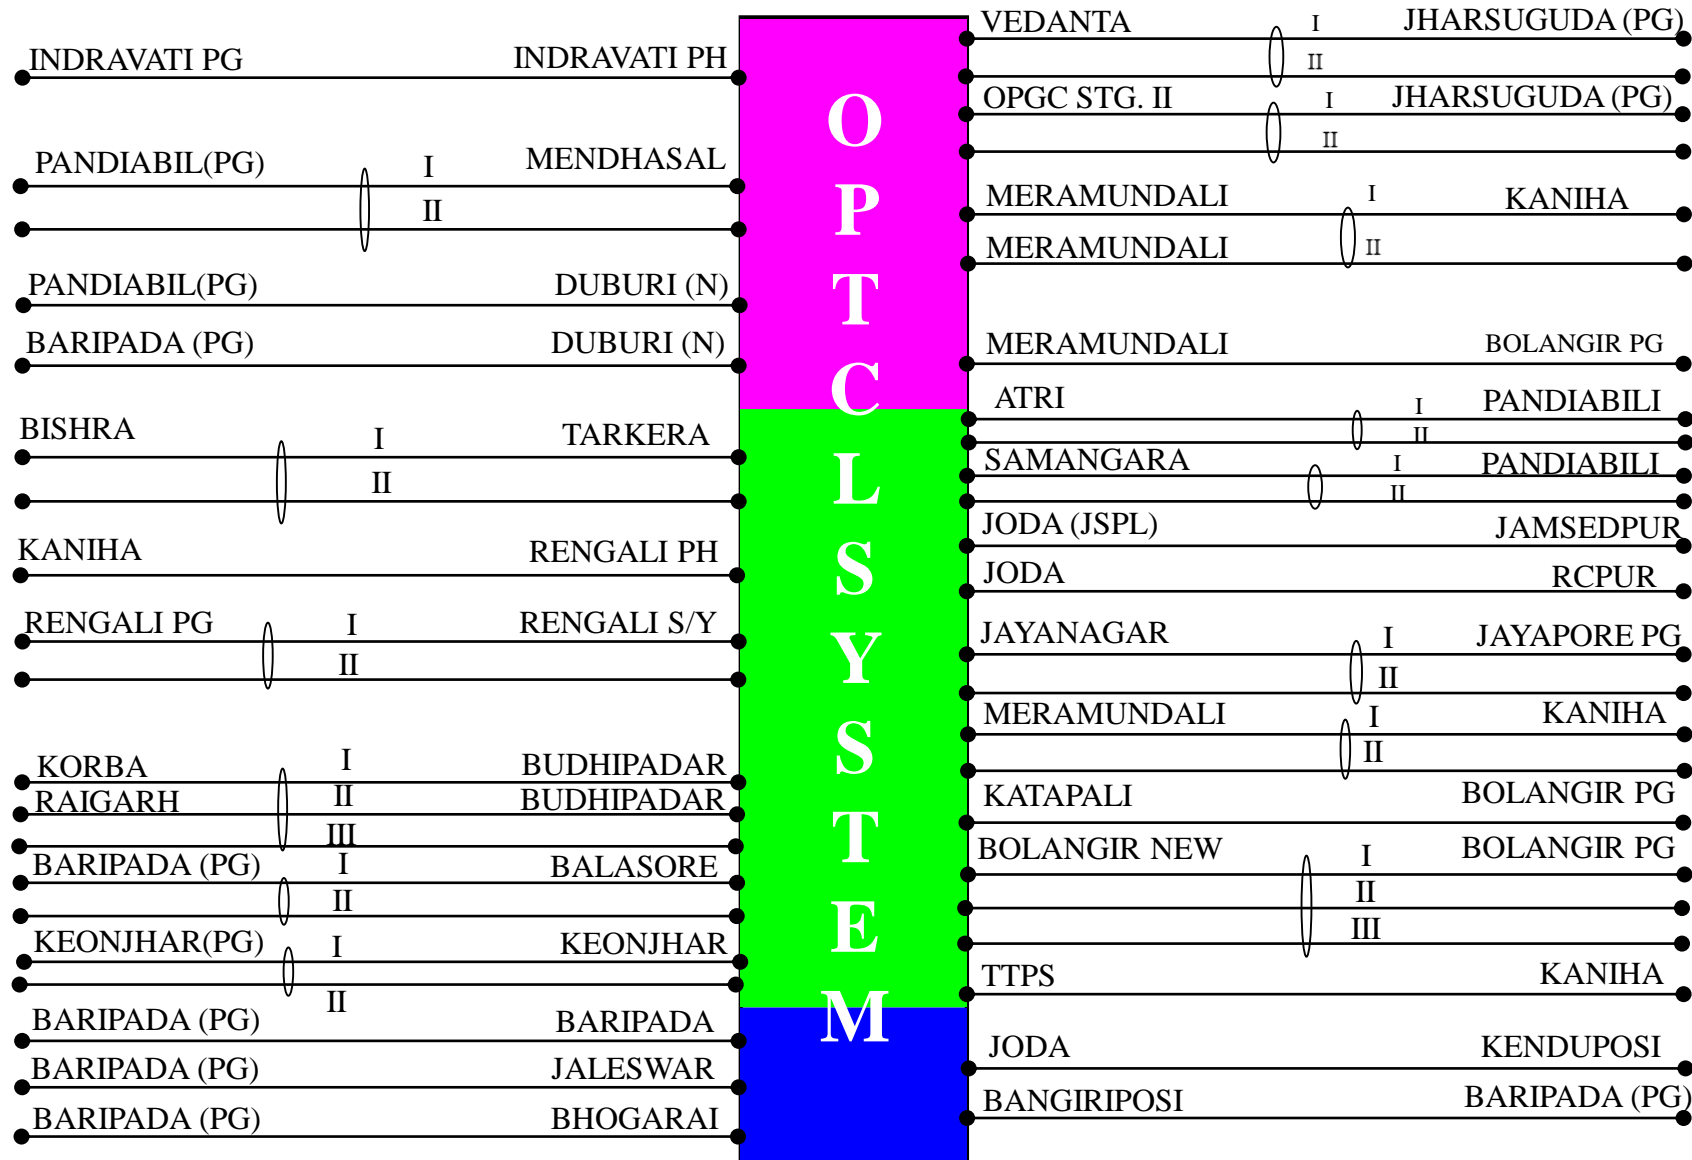 INDRAVATI PG INDRAVATI PH
PANDIABIL(PG) I MENDHASAL
II
PANDIABIL(PG) DUBURI (N)
BARIPADA (PG) DUBURI (N)
BISHRA I TARKERA
II
KANIHA RENGALI PH
RENGALI PG I RENGALI S/Y
II
KORBA I BUDHIPADAR
RAIGARH II BUDHIPADAR
III
BARIPADA (PG) I BALASORE
II
KEONJHAR(PG) I KEONJHAR
II
BARIPADA (PG) BARIPADA
BARIPADA (PG) JALESWAR
BARIPADA (PG) BHOGARAI
O
P
T
C
L
S
Y
S
T
E
M
VEDANTA I JHARSUGUDA (PG)
II
OPGC STG. II I JHARSUGUDA (PG)
II
MERAMUNDALI I KANIHA
MERAMUNDALI II
MERAMUNDALI BOLANGIR PG
ATRI I PANDIABILI
II
SAMANGARA I PANDIABILI
II
JODA (JSPL) JAMSEDPUR
JODA RCPUR
JAYANAGAR I JAYAPORE PG
II
MERAMUNDALI I KANIHA
II
KATAPALI BOLANGIR PG
BOLANGIR NEW I BOLANGIR PG
II
III
TTPS KANIHA
JODA KENDUPOSI
BANGIRIPOSI BARIPADA (PG)